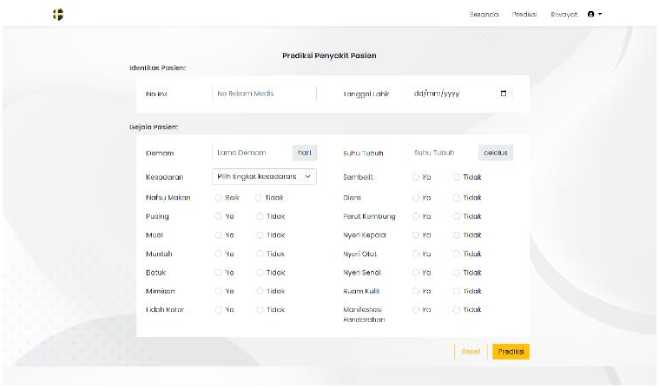 Beranda Prediksi Riwayat
Prediksi Penyakit Pasien
Identitas Pasien:
No RM No Rekam Medis Tanggal Lahir dd/mm/yyyy
Gejala Pasien:
Demam Lama Demam hari Suhu Tubuh Suhu Tubuh celcius
Kesadaran Pilih tingkat kesadarans Sembelit Ya Tidak
Nafsu Makan Baik Tidak Diare Ya Tidak
Pusing Ya Tidak Perut Kembung Ya Tidak
Mual Ya Tidak Nyeri Kepala Ya Tidak
Muntah Ya Tidak Nyeri Otot Ya Tidak
Batuk Ya Tidak Nyeri Sendi Ya Tidak
Mimisan Ya Tidak Ruam Kulit Ya Tidak
Lidah Kotor Ya Tidak Manifestasi Ya Tidak
Pendarahan
Reset Prediksi